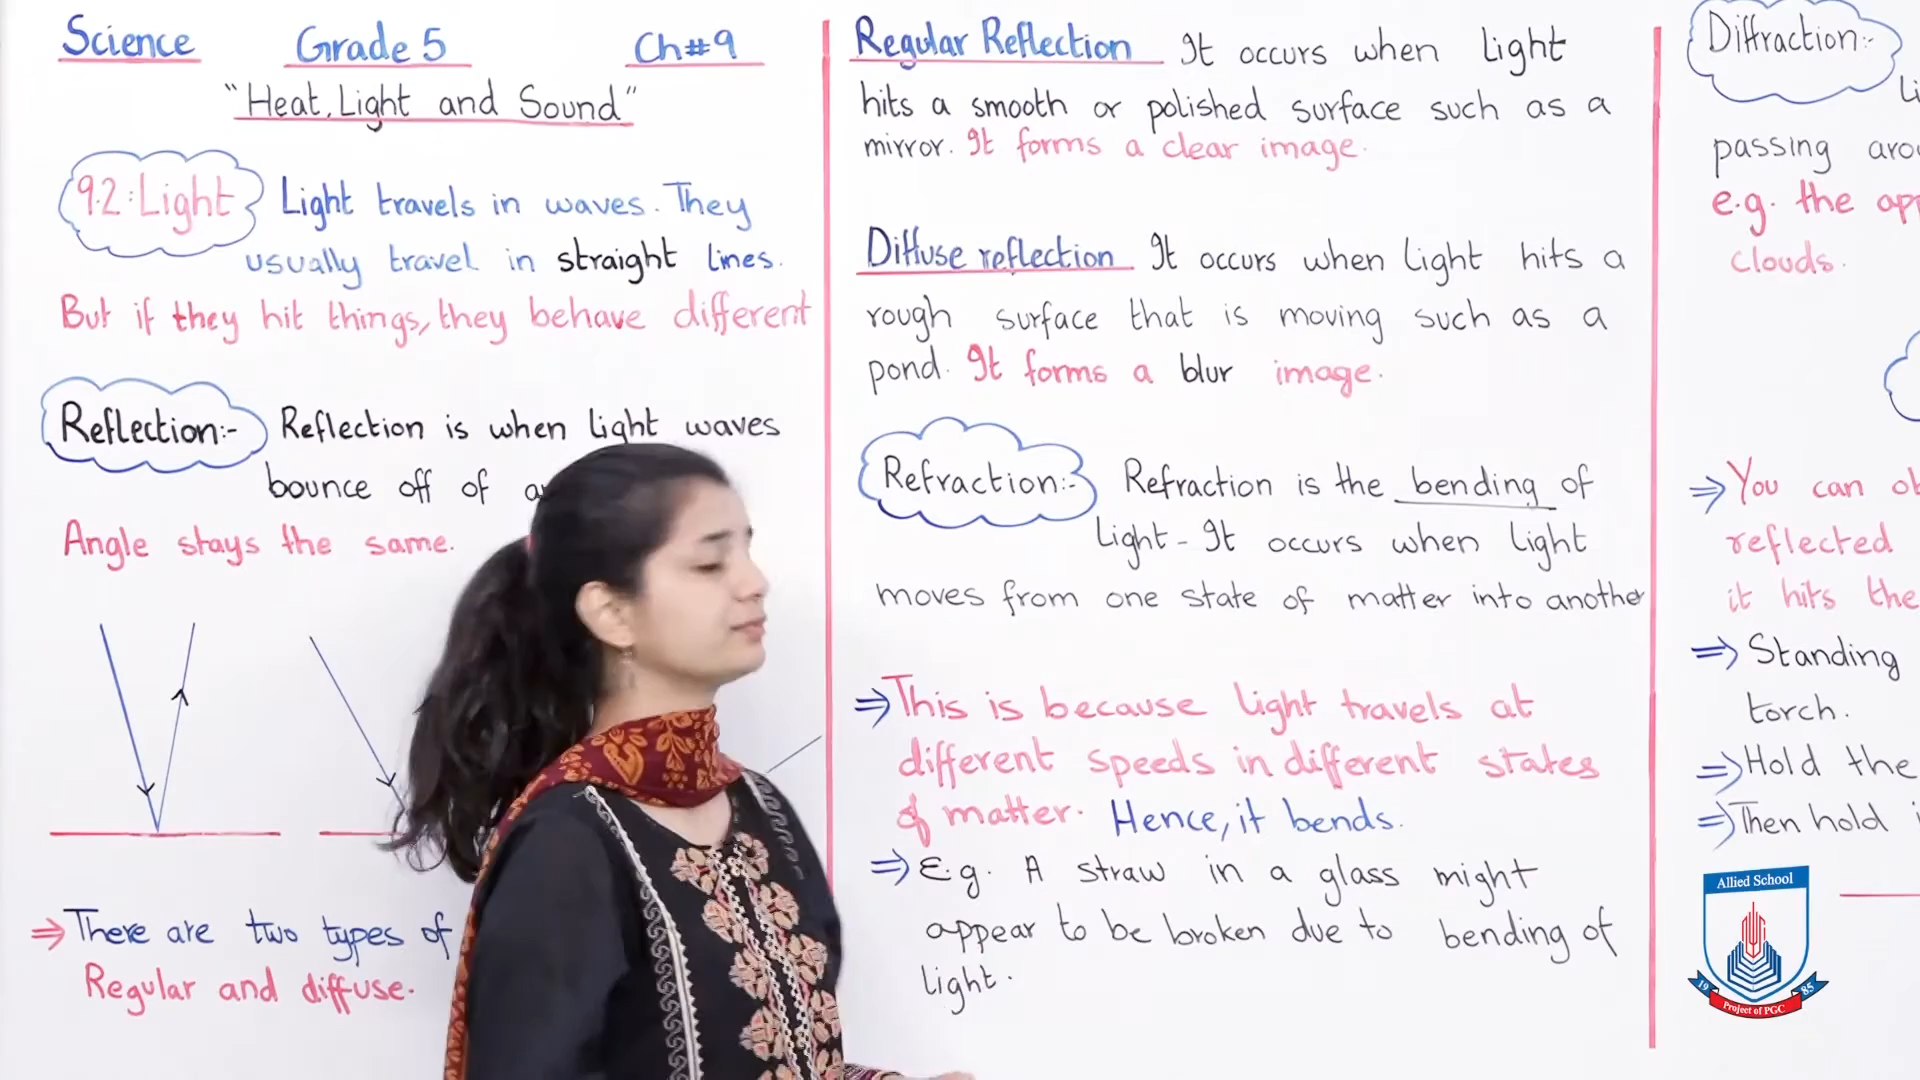 Science Grade 5 Ch#9
"Heat, Light and Sound"
9.2: Light Light travels in waves. They
usually travel in straight lines.
But if they hit things, they behave different
Reflection:- Reflection is when light waves
bounce off of
Angle stays the same.
⇒ There are two types of
Regular and diffuse.
Regular Reflection It occurs when light
hits a smooth or polished surface such as a
mirror. It forms a clear image.
Diffuse reflection It occurs when light hits a
rough surface that is moving such as a
pond. It forms a blur image.
Refraction:- Refraction is the bending of
light - It occurs when light
moves from one state of matter into another
⇒ This is because light travels at
different speeds in different states
of matter. Hence, it bends.
⇒ E.g. A straw in a glass might
appear to be broken due to bending of
light.
Diffraction:-
passing
e.g. the
clouds.
⇒ You can
reflected
it hits the
⇒ Standing
torch.
⇒ Hold the
⇒ Then hold
Allied School
1985
Project of PGC